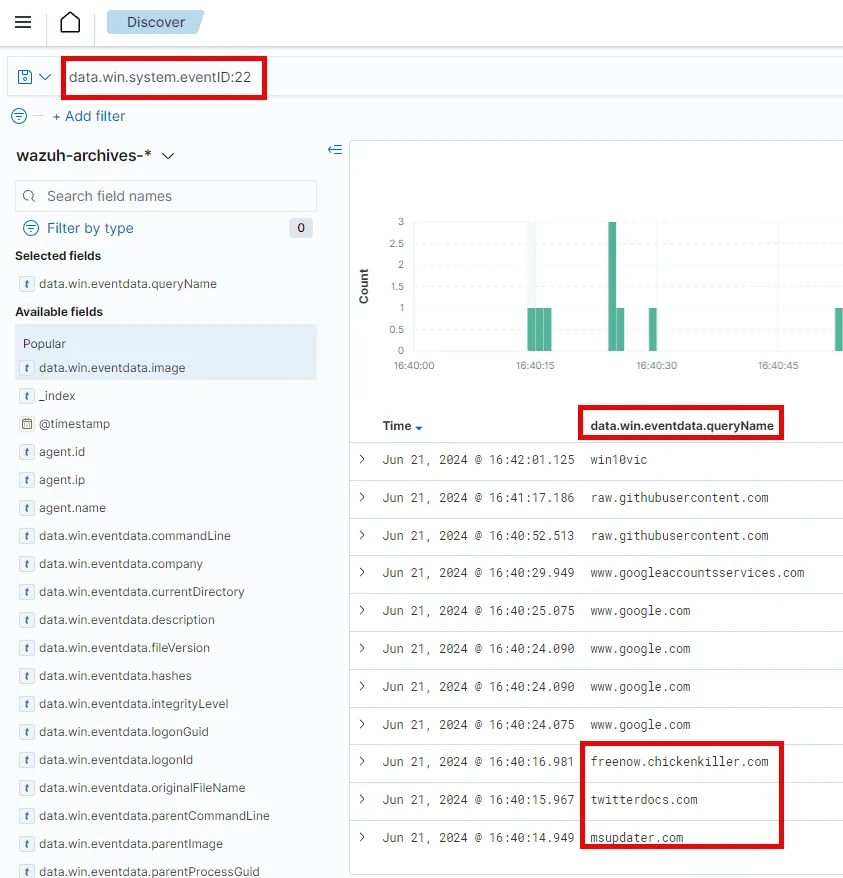 Discover
data.win.system.eventID:22
+ Add filter
wazuh-archives-*
Search field names
Filter by type 0
Selected fields
t data.win.eventdata.queryName
Available fields
Popular
t data.win.eventdata.image
t _index
@timestamp
t agent.id
t agent.ip
t agent.name
t data.win.eventdata.commandLine
t data.win.eventdata.company
t data.win.eventdata.currentDirectory
t data.win.eventdata.description
t data.win.eventdata.fileVersion
t data.win.eventdata.hashes
t data.win.eventdata.integrityLevel
t data.win.eventdata.logonGuid
t data.win.eventdata.logonId
t data.win.eventdata.originalFileName
t data.win.eventdata.parentCommandLine
t data.win.eventdata.parentImage
t data.win.eventdata.parentProcessGuid
Count
3
2.5
2
1.5
1
0.5
0
16:40:00 16:40:15 16:40:30 16:40:45
Time data.win.eventdata.queryName
Jun 21, 2024 @ 16:42:01.125 win10vic
Jun 21, 2024 @ 16:41:17.186 raw.githubusercontent.com
Jun 21, 2024 @ 16:40:52.513 raw.githubusercontent.com
Jun 21, 2024 @ 16:40:29.949 www.googleaccountsservices.com
Jun 21, 2024 @ 16:40:25.075 www.google.com
Jun 21, 2024 @ 16:40:24.090 www.google.com
Jun 21, 2024 @ 16:40:24.090 www.google.com
Jun 21, 2024 @ 16:40:24.075 www.google.com
Jun 21, 2024 @ 16:40:16.981 freenow.chickenkiller.com
Jun 21, 2024 @ 16:40:15.967 twitterdocs.com
Jun 21, 2024 @ 16:40:14.949 msupdater.com